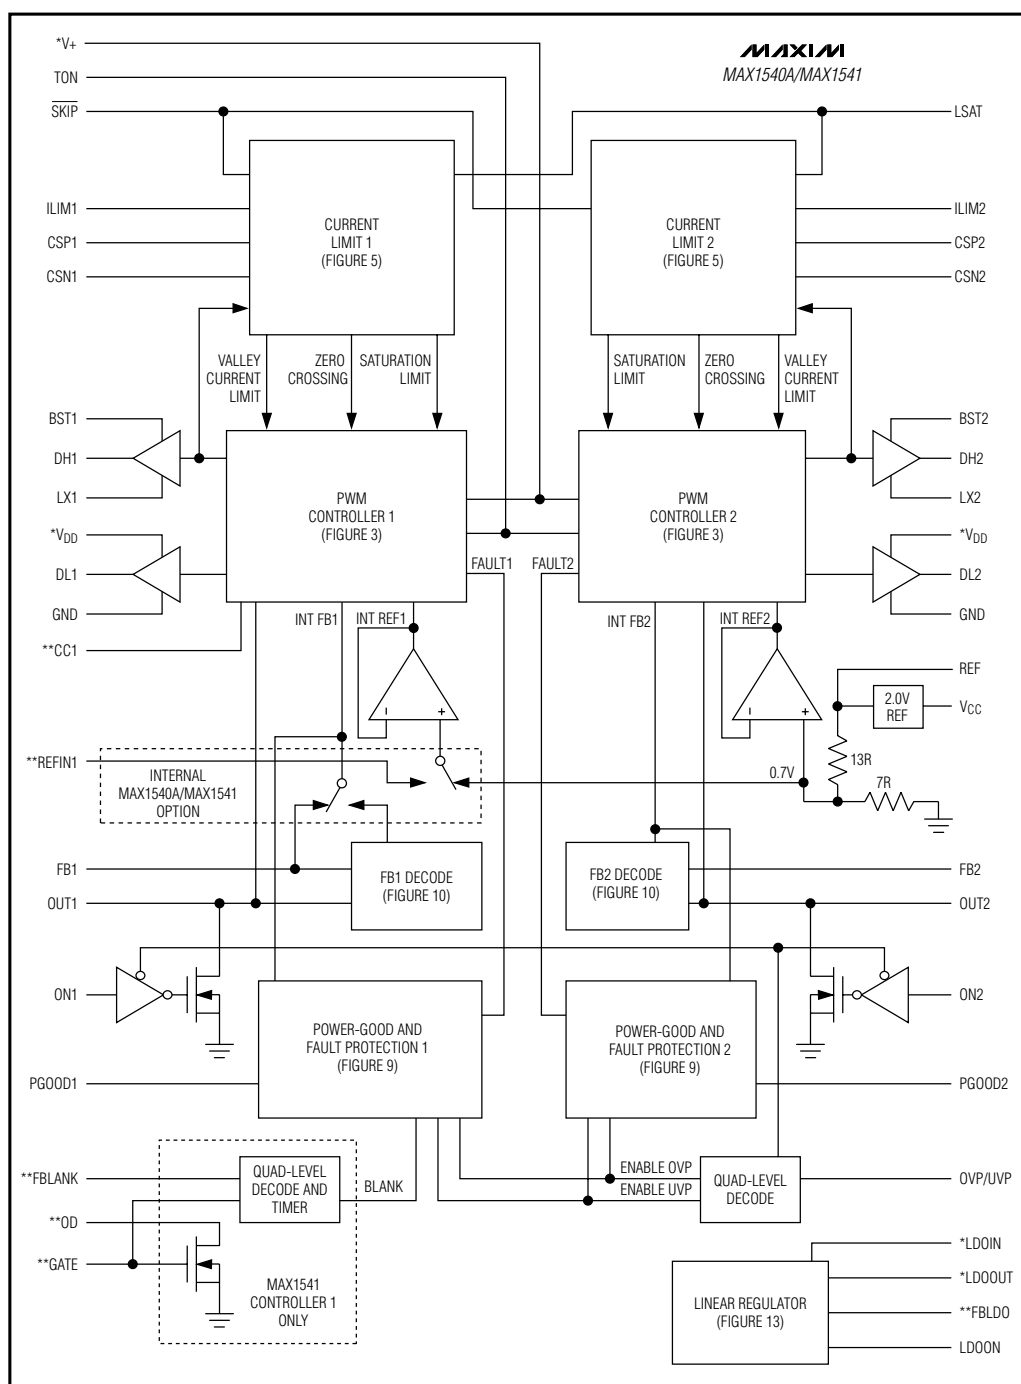 *V+
TON
SKIP
MAXIM
MAX1540A/MAX1541
LSAT
ILIM1
CSP1
CSN1
CURRENT
LIMIT 1
(FIGURE 5)
CURRENT
LIMIT 2
(FIGURE 5)
ILIM2
CSP2
CSN2
VALLEY
CURRENT
LIMIT
ZERO
CROSSING
SATURATION
LIMIT
SATURATION
LIMIT
ZERO
CROSSING
VALLEY
CURRENT
LIMIT
BST1
DH1
LX1
*VDD
DL1
GND
**CC1
PWM
CONTROLLER 1
(FIGURE 3)
PWM
CONTROLLER 2
(FIGURE 3)
BST2
DH2
LX2
*VDD
DL2
GND
FAULT1
FAULT2
INT FB1
INT REF1
INT FB2
INT REF2
- +
- +
REF
2.0V
REF
VCC
13R
7R
0.7V
**REFIN1
INTERNAL
MAX1540A/MAX1541
OPTION
FB1
OUT1
FB1 DECODE
(FIGURE 10)
FB2 DECODE
(FIGURE 10)
FB2
OUT2
ON1
ON2
POWER-GOOD AND
FAULT PROTECTION 1
(FIGURE 9)
POWER-GOOD AND
FAULT PROTECTION 2
(FIGURE 9)
PGOOD1
PGOOD2
**FBLANK
**OD
**GATE
QUAD-LEVEL
DECODE AND
TIMER
BLANK
MAX1541
CONTROLLER 1
ONLY
ENABLE OVP
ENABLE UVP
QUAD-LEVEL
DECODE
OVP/UVP
LINEAR REGULATOR
(FIGURE 13)
*LDOIN
*LDOOUT
**FBLDO
LDOON